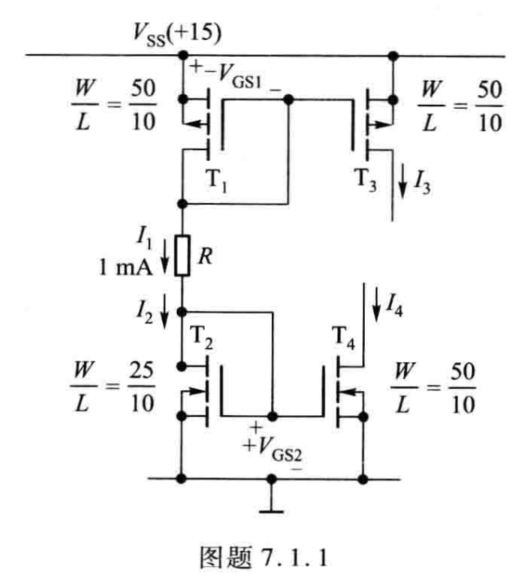 V_SS(+15)
+ − V_GS1 −
W/L = 50/10
W/L = 50/10
T_1
T_3
I_3
I_1
1 mA
R
I_2
I_4
T_2
T_4
W/L = 25/10
W/L = 50/10
+
+V_GS2
−
图题 7.1.1